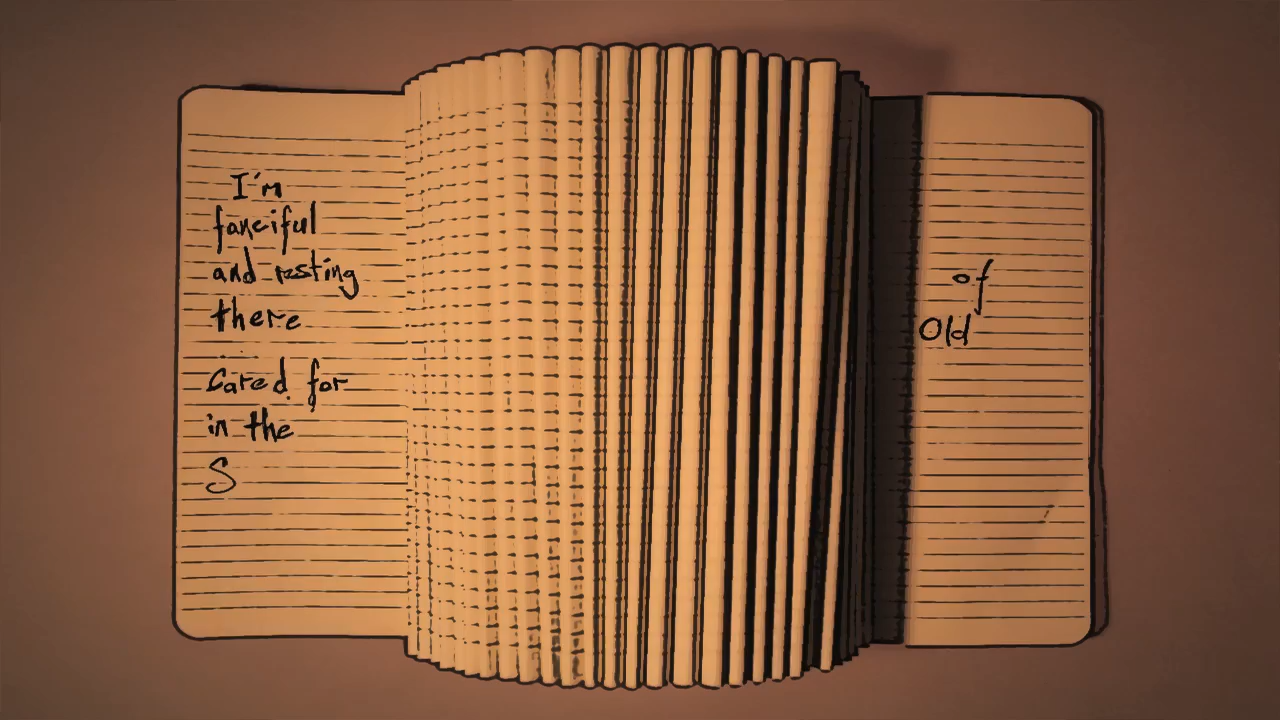 I'm
fanciful
and resting
there
Cared for
in the
S
of
Old